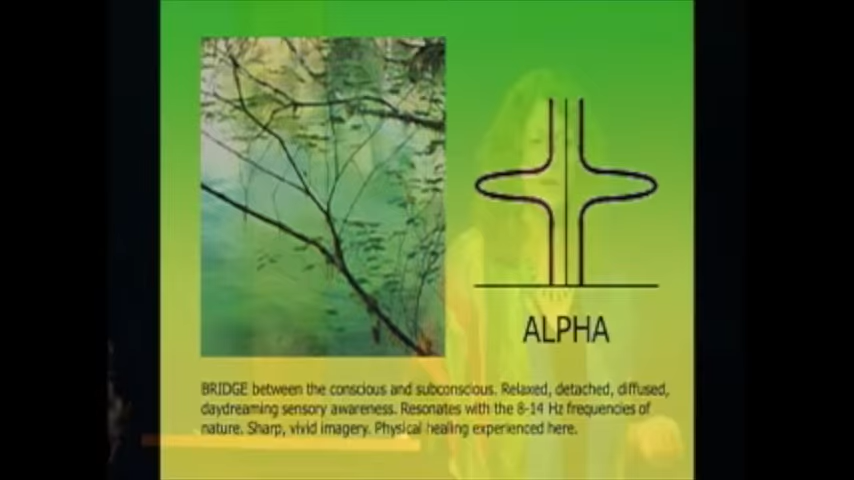 ALPHA
BRIDGE between the conscious and subconscious. Relaxed, detached, diffused,
daydreaming sensory awareness. Resonates with the 8-14 Hz frequencies of
nature. Sharp, vivid imagery. Physical healing experienced here.